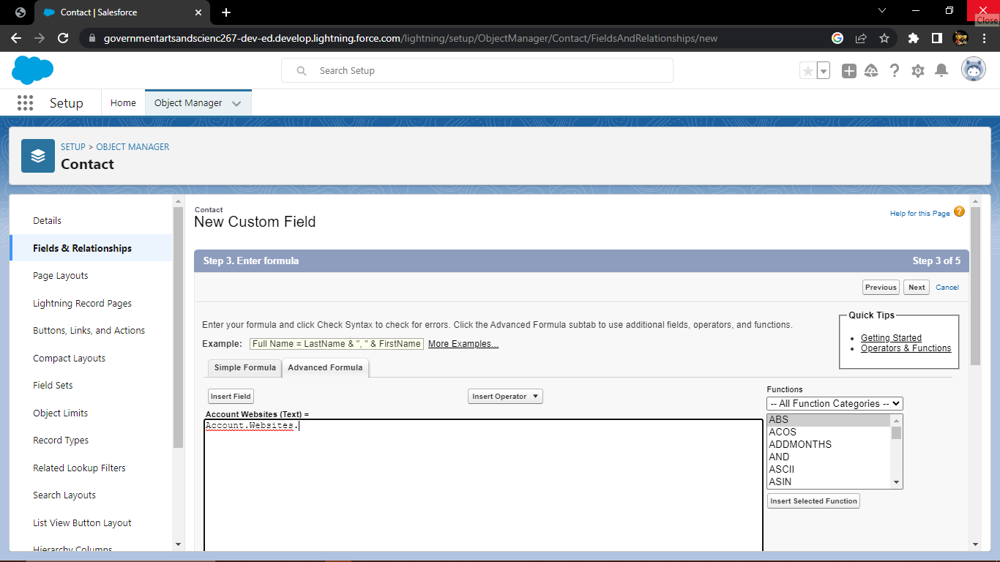 Contact | Salesforce
Close
governmentartsandscienc267-dev-ed.develop.lightning.force.com/lightning/setup/ObjectManager/Contact/FieldsAndRelationships/new
Search Setup
Setup
Home
Object Manager
SETUP > OBJECT MANAGER
Contact
Details
Fields & Relationships
Page Layouts
Lightning Record Pages
Buttons, Links, and Actions
Compact Layouts
Field Sets
Object Limits
Record Types
Related Lookup Filters
Search Layouts
List View Button Layout
Hierarchy Columns
Contact
New Custom Field
Help for this Page
Step 3. Enter formula
Step 3 of 5
Previous
Next
Cancel
Enter your formula and click Check Syntax to check for errors. Click the Advanced Formula subtab to use additional fields, operators, and functions.
Example: Full Name = LastName & ", " & FirstName More Examples...
Quick Tips
Getting Started
Operators & Functions
Simple Formula
Advanced Formula
Insert Field
Insert Operator
Account Websites (Text) =
Account.Websites.
Functions
-- All Function Categories --
ABS
ACOS
ADDMONTHS
AND
ASCII
ASIN
Insert Selected Function